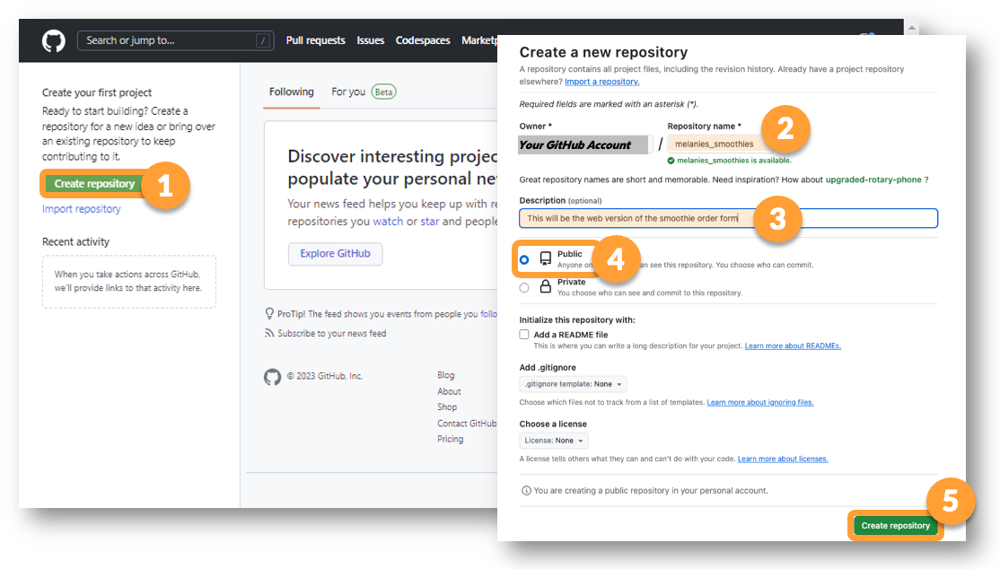 Search or jump to... /
Pull requests Issues Codespaces
Create your first project
Ready to start building? Create a
repository for a new idea or bring over
an existing repository to keep
contributing to it.
Create repository
1
Import repository
Recent activity
When you take actions across GitHub,
we'll provide links to that activity here.
Following For you Beta
Discover interesting
populate your personal
Your news feed helps you keep up with
repositories you watch or star and people
Explore GitHub
ProTip! The feed shows you events from people you
Subscribe to your news feed
© 2023 GitHub, Inc.
Blog
About
Shop
Contact GitHub
Pricing
Create a new repository
A repository contains all project files, including the revision history. Already have a project repository
elsewhere? Import a repository.
Required fields are marked with an asterisk (*).
Owner * Repository name *
2
Your GitHub Account / melanies_smoothies
melanies_smoothies is available.
Great repository names are short and memorable. Need inspiration? How about upgraded-rotary-phone ?
Description (optional)
This will be the web version of the smoothie order form
3
Public
4
Anyone on can see this repository. You choose who can commit.
Private
You choose who can see and commit to this repository.
Initialize this repository with:
Add a README file
This is where you can write a long description for your project. Learn more about READMEs.
Add .gitignore
.gitignore template: None
Choose which files not to track from a list of templates. Learn more about ignoring files.
Choose a license
License: None
A license tells others what they can and can't do with your code. Learn more about licenses.
You are creating a public repository in your personal account.
5
Create repository